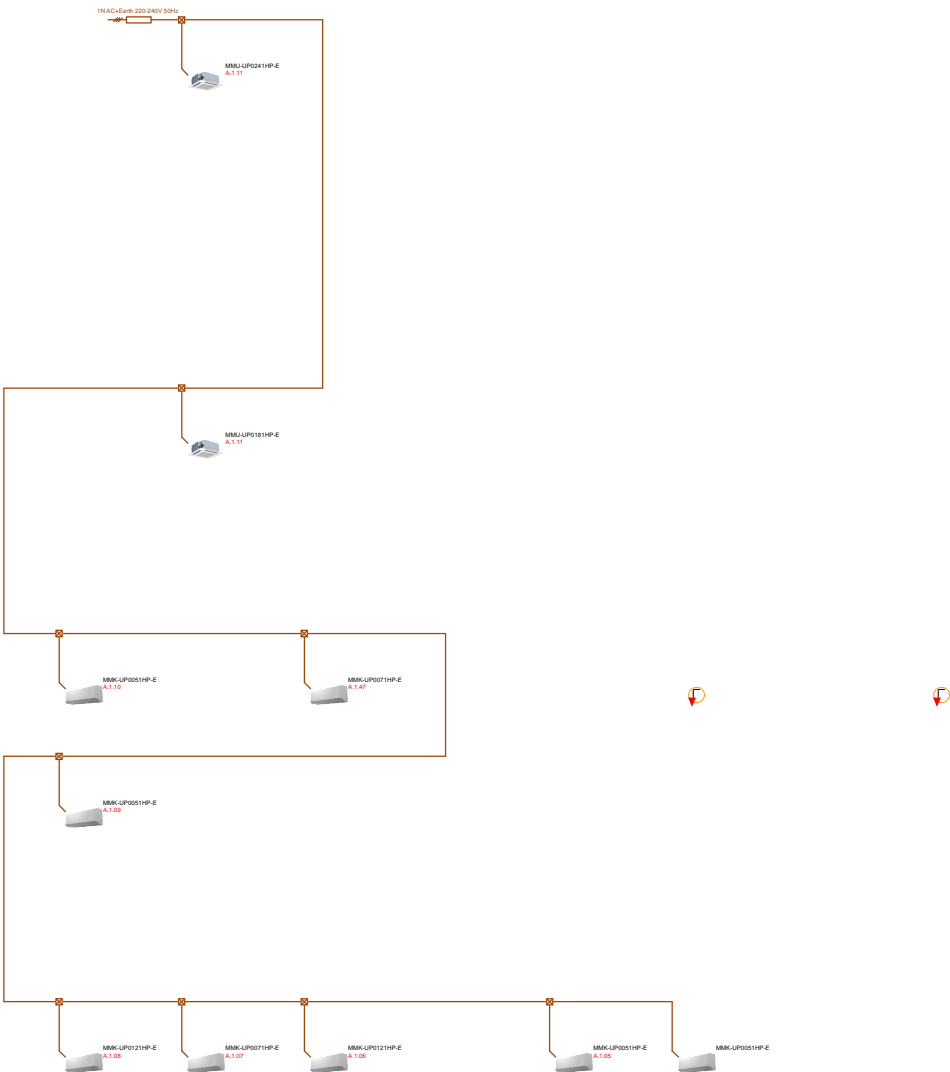 1N AC+Earth 220-240V 50Hz
MMU-UP0241HP-E
A.1.11
MMU-UP0181HP-E
A.1.11
MMK-UP0051HP-E
A.1.10
MMK-UP0071HP-E
A.1.47
MMK-UP0051HP-E
A.1.09
MMK-UP0121HP-E
A.1.08
MMK-UP0071HP-E
A.1.07
MMK-UP0121HP-E
A.1.06
MMK-UP0051HP-E
A.1.05
MMK-UP0051HP-E